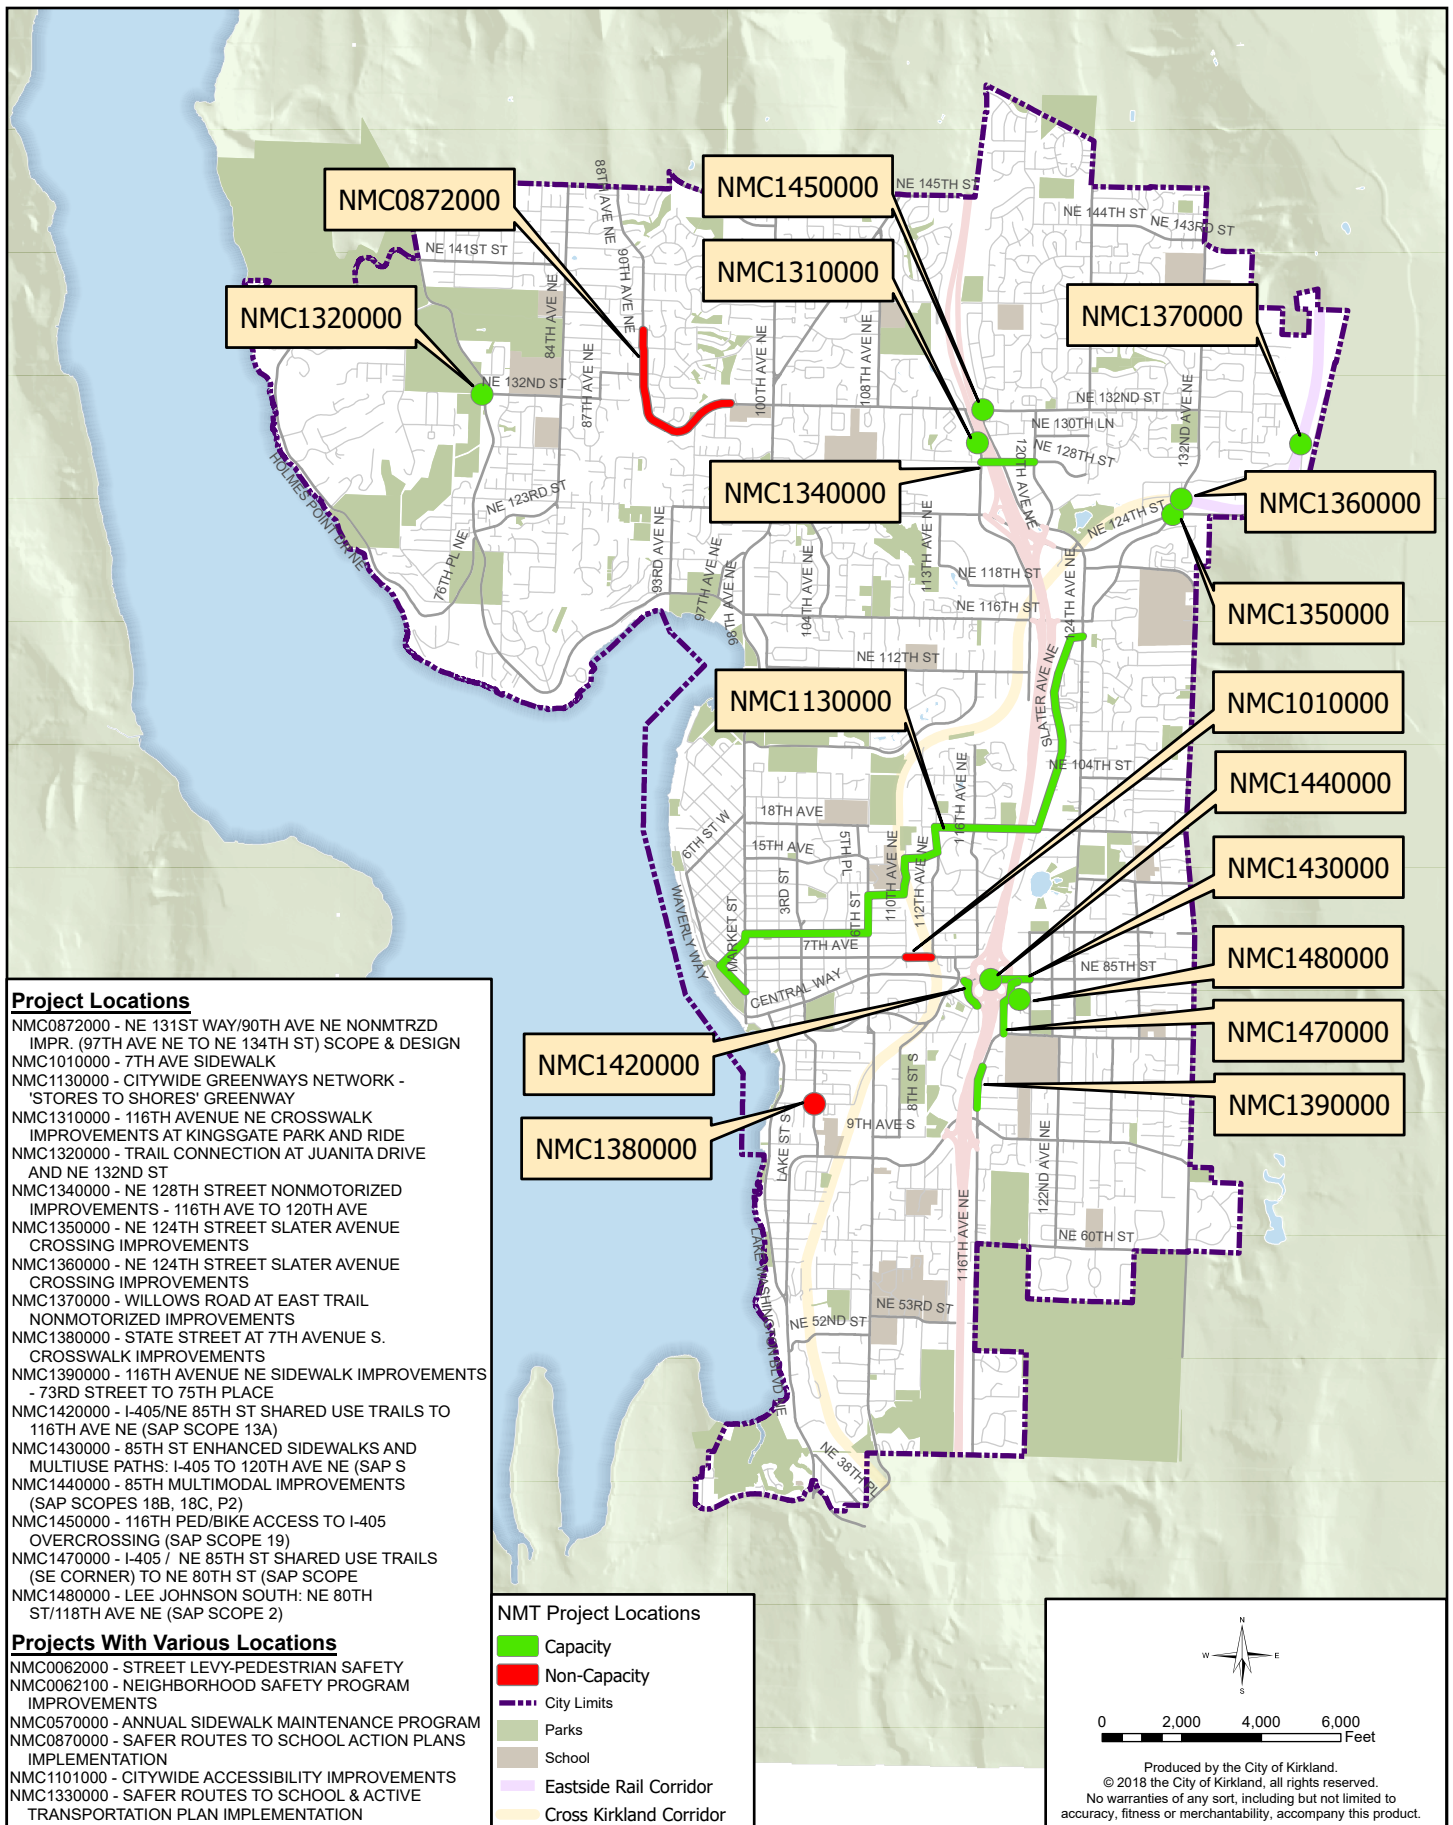 NMC0872000
NMC1450000
NMC1310000
NMC1320000
NMC1370000
NMC1340000
NMC1360000
NMC1350000
NMC1130000
NMC1010000
NMC1440000
NMC1430000
NMC1480000
NMC1420000
NMC1470000
NMC1390000
NMC1380000
88TH AVE NE
NE 145TH ST
NE 144TH ST
NE 143RD ST
NE 141ST ST
90TH AVE NE
84TH AVE NE
87TH AVE NE
100TH AVE NE
108TH AVE NE
NE 132ND ST
NE 132ND ST
NE 130TH LN
NE 128TH ST
120TH AVE NE
132ND AVE NE
HOLMES POINT DR NE
NE 123RD ST
76TH PL NE
93RD AVE NE
97TH AVE NE
98TH AVE NE
104TH AVE NE
113TH AVE NE
NE 124TH ST
NE 118TH ST
NE 116TH ST
124TH AVE NE
NE 112TH ST
SLATER AVE NE
NE 104TH ST
116TH AVE NE
18TH AVE
6TH ST W
15TH AVE
5TH PL
3RD ST
6TH ST
110TH AVE NE
112TH AVE NE
WAVERLY WAY
MARKET ST
7TH AVE
CENTRAL WAY
NE 85TH ST
8TH ST S
9TH AVE S
LAKE ST S
122ND AVE NE
116TH AVE NE
NE 60TH ST
LAKE WASHINGTON BLVD NE
NE 53RD ST
NE 52ND ST
NE 38TH PL
Project Locations
NMC0872000 - NE 131ST WAY/90TH AVE NE NONMTRZD
IMPR. (97TH AVE NE TO NE 134TH ST) SCOPE & DESIGN
NMC1010000 - 7TH AVE SIDEWALK
NMC1130000 - CITYWIDE GREENWAYS NETWORK -
'STORES TO SHORES' GREENWAY
NMC1310000 - 116TH AVENUE NE CROSSWALK
IMPROVEMENTS AT KINGSGATE PARK AND RIDE
NMC1320000 - TRAIL CONNECTION AT JUANITA DRIVE
AND NE 132ND ST
NMC1340000 - NE 128TH STREET NONMOTORIZED
IMPROVEMENTS - 116TH AVE TO 120TH AVE
NMC1350000 - NE 124TH STREET SLATER AVENUE
CROSSING IMPROVEMENTS
NMC1360000 - NE 124TH STREET SLATER AVENUE
CROSSING IMPROVEMENTS
NMC1370000 - WILLOWS ROAD AT EAST TRAIL
NONMOTORIZED IMPROVEMENTS
NMC1380000 - STATE STREET AT 7TH AVENUE S.
CROSSWALK IMPROVEMENTS
NMC1390000 - 116TH AVENUE NE SIDEWALK IMPROVEMENTS
- 73RD STREET TO 75TH PLACE
NMC1420000 - I-405/NE 85TH ST SHARED USE TRAILS TO
116TH AVE NE (SAP SCOPE 13A)
NMC1430000 - 85TH ST ENHANCED SIDEWALKS AND
MULTIUSE PATHS: I-405 TO 120TH AVE NE (SAP S
NMC1440000 - 85TH MULTIMODAL IMPROVEMENTS
(SAP SCOPES 18B, 18C, P2)
NMC1450000 - 116TH PED/BIKE ACCESS TO I-405
OVERCROSSING (SAP SCOPE 19)
NMC1470000 - I-405 / NE 85TH ST SHARED USE TRAILS
(SE CORNER) TO NE 80TH ST (SAP SCOPE
NMC1480000 - LEE JOHNSON SOUTH: NE 80TH
ST/118TH AVE NE (SAP SCOPE 2)
Projects With Various Locations
NMC0062000 - STREET LEVY-PEDESTRIAN SAFETY
NMC0062100 - NEIGHBORHOOD SAFETY PROGRAM
IMPROVEMENTS
NMC0570000 - ANNUAL SIDEWALK MAINTENANCE PROGRAM
NMC0870000 - SAFER ROUTES TO SCHOOL ACTION PLANS
IMPLEMENTATION
NMC1101000 - CITYWIDE ACCESSIBILITY IMPROVEMENTS
NMC1330000 - SAFER ROUTES TO SCHOOL & ACTIVE
TRANSPORTATION PLAN IMPLEMENTATION
NMT Project Locations
Capacity
Non-Capacity
City Limits
Parks
School
Eastside Rail Corridor
Cross Kirkland Corridor
N
W E
S
0 2,000 4,000 6,000
Feet
Produced by the City of Kirkland.
© 2018 the City of Kirkland, all rights reserved.
No warranties of any sort, including but not limited to
accuracy, fitness or merchantability, accompany this product.